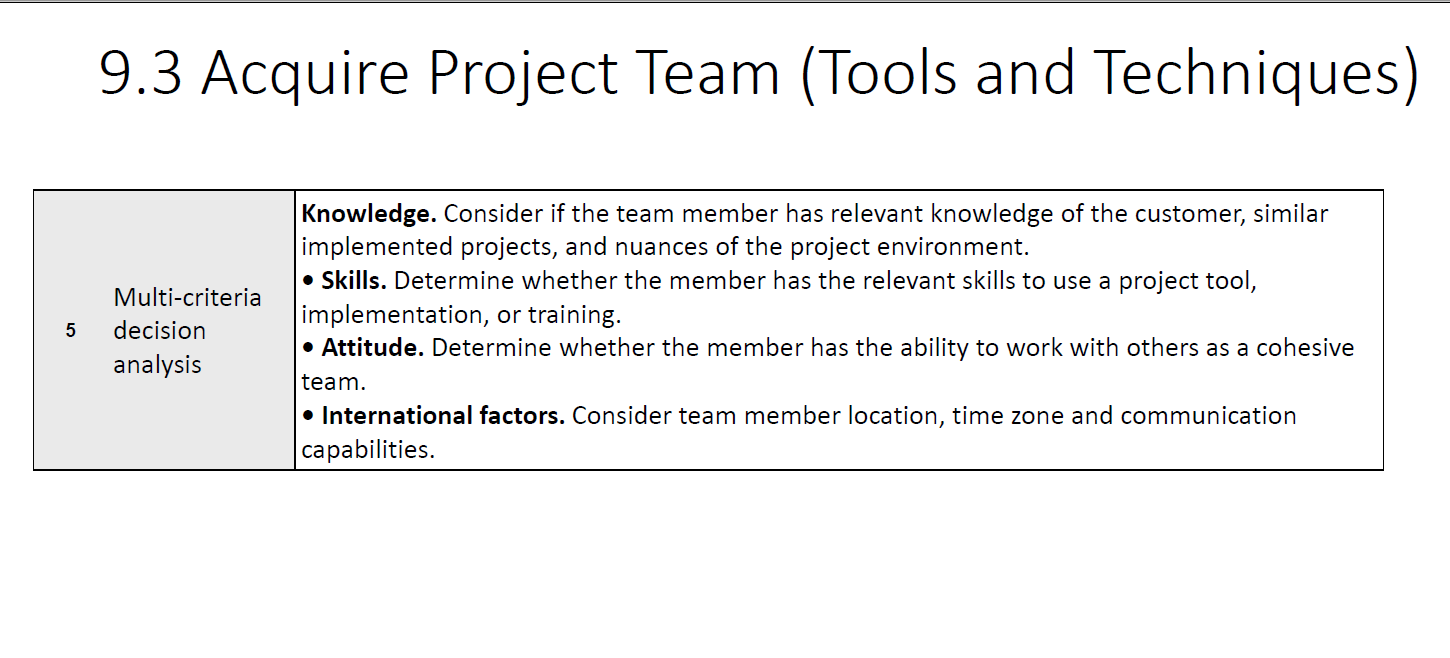 9.3 Acquire Project Team (Tools and Techniques)
5
Multi-criteria
decision
analysis
Knowledge. Consider if the team member has relevant knowledge of the customer, similar
implemented projects, and nuances of the project environment.
• Skills. Determine whether the member has the relevant skills to use a project tool,
implementation, or training.
• Attitude. Determine whether the member has the ability to work with others as a cohesive
team.
• International factors. Consider team member location, time zone and communication
capabilities.